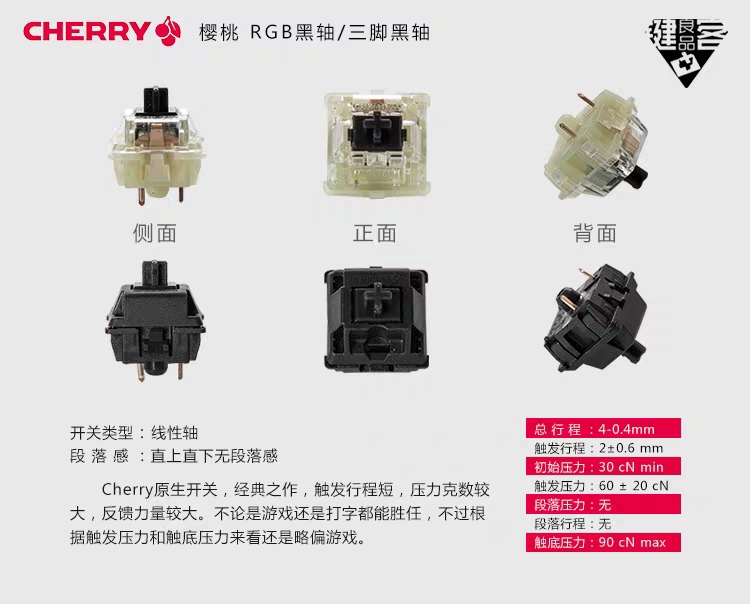 CHERRY 樱桃 RGB黑轴/三脚黑轴
键良品客
侧面
正面
背面
开关类型：线性轴
段落感：直上直下无段落感
Cherry原生开关，经典之作，触发行程短，压力克数较
大，反馈力量较大。不论是游戏还是打字都能胜任，不过根
据触发压力和触底压力来看还是略偏游戏。
总行程：4-0.4mm
触发行程：2±0.6 mm
初始压力：30 cN min
触发压力：60 ± 20 cN
段落压力：无
段落行程：无
触底压力：90 cN max